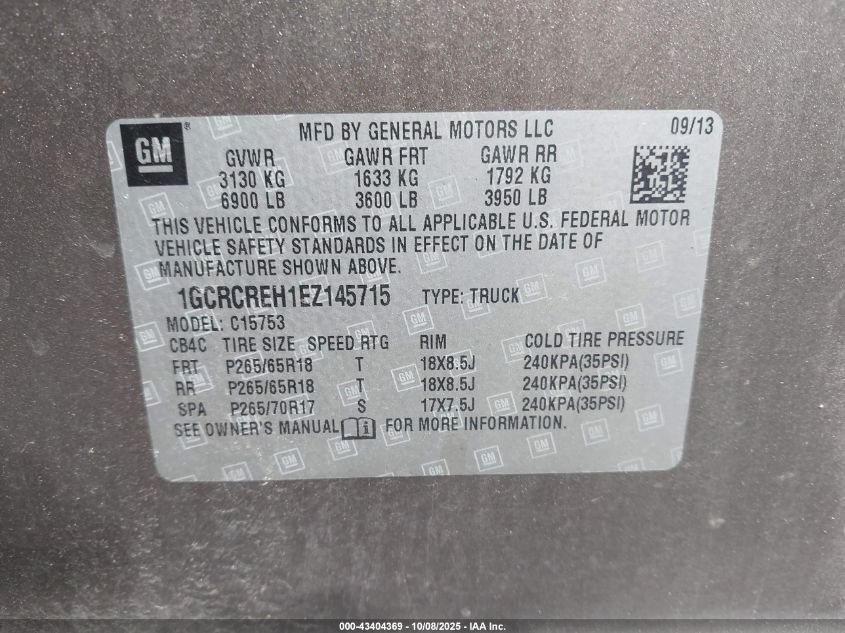 GM ® MFD BY GENERAL MOTORS LLC 09/13
GVWR GAWR FRT GAWR RR
3130 KG 1633 KG 1792 KG
6900 LB 3600 LB 3950 LB
THIS VEHICLE CONFORMS TO ALL APPLICABLE U.S. FEDERAL MOTOR
VEHICLE SAFETY STANDARDS IN EFFECT ON THE DATE OF
MANUFACTURE SHOWN ABOVE.
1GCRCREH1EZ145715 TYPE: TRUCK
MODEL: C15753
CB4C TIRE SIZE SPEED RTG RIM COLD TIRE PRESSURE
FRT P265/65R18 T 18X8.5J 240KPA(35PSI)
RR P265/65R18 T 18X8.5J 240KPA(35PSI)
SPA P265/70R17 S 17X7.5J 240KPA(35PSI)
SEE OWNER'S MANUAL FOR MORE INFORMATION.
000-43404369 - 10/08/2025 - IAA Inc.